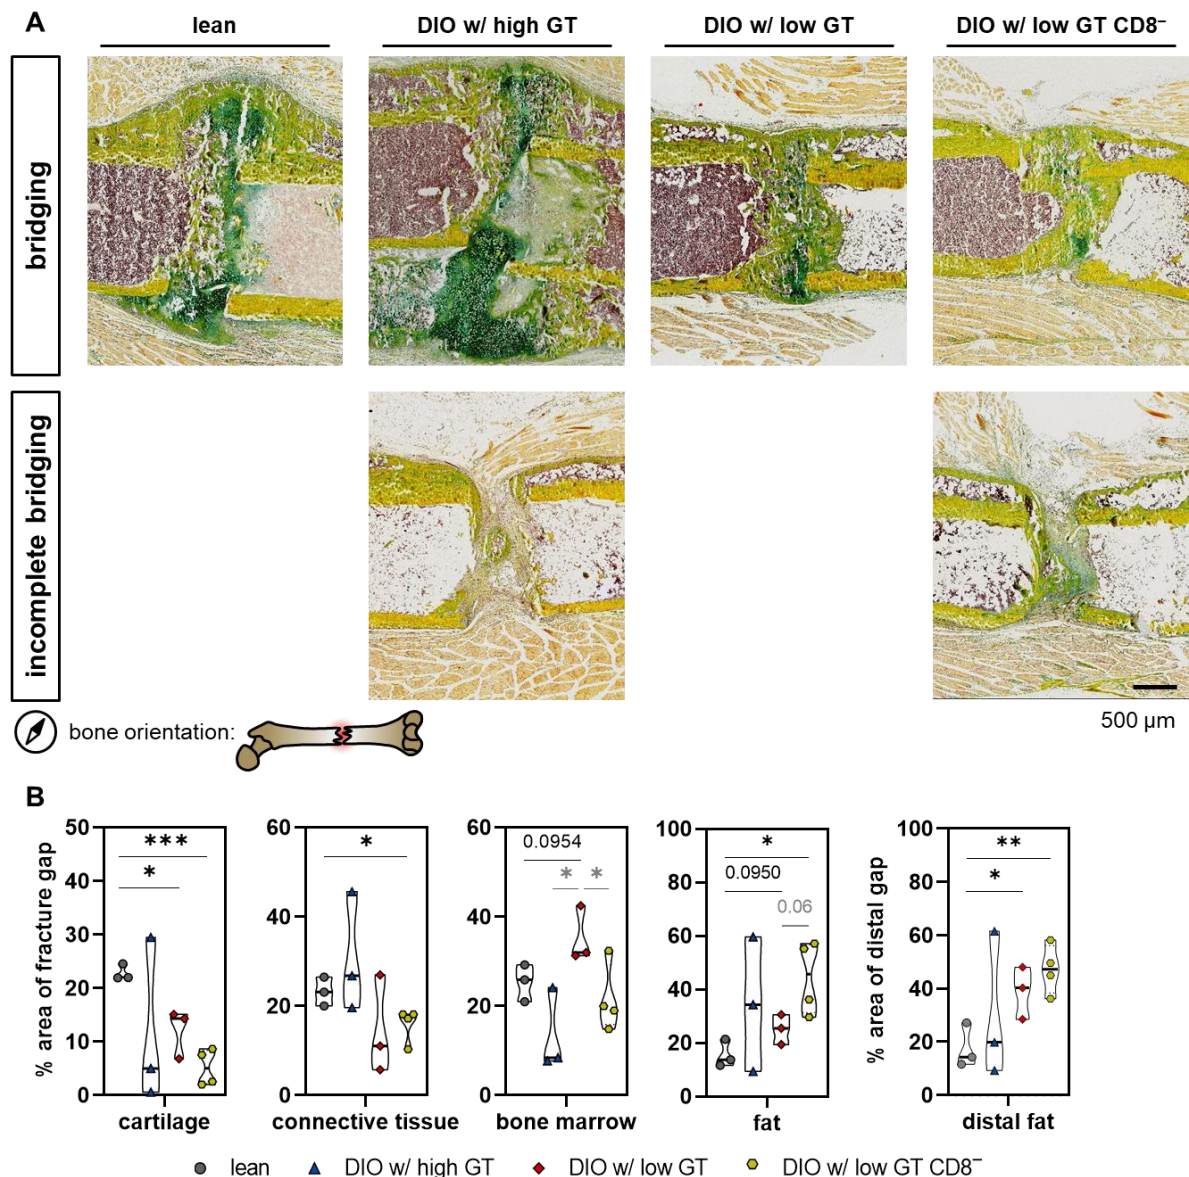 A
lean
DIO w/ high GT
DIO w/ low GT
DIO w/ low GT CD8⁻
bridging
incomplete bridging
bone orientation:
500 µm
B
% area of fracture gap
50
40
30
20
10
0
***
*
cartilage
60
40
20
0
*
connective tissue
60
40
20
0
0.0954
* *
bone marrow
100
80
60
40
20
0
*
0.0950
0.06
fat
% area of distal gap
100
80
60
40
20
0
**
*
distal fat
lean DIO w/ high GT DIO w/ low GT DIO w/ low GT CD8⁻